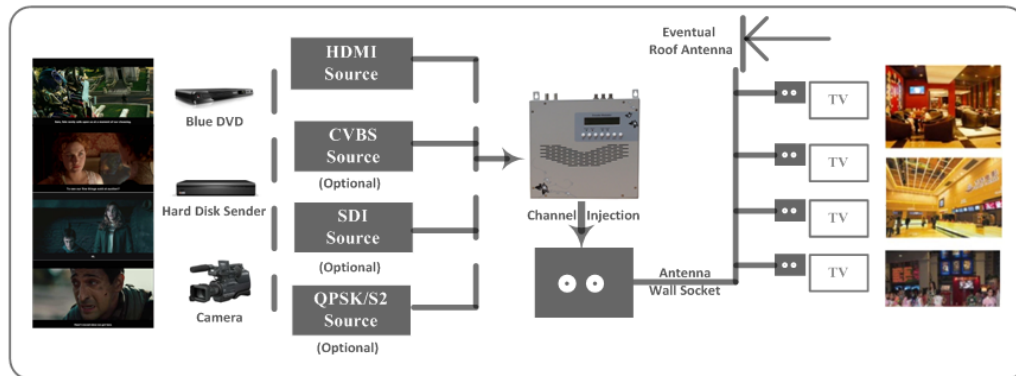 HDMI
Source
Blue DVD
CVBS
Source
(Optional)
Hard Disk Sender
SDI
Source
(Optional)
Camera
QPSK/S2
Source
(Optional)
Channel Injection
Antenna
Wall Socket
Eventual
Roof Antenna
TV
TV
TV
TV